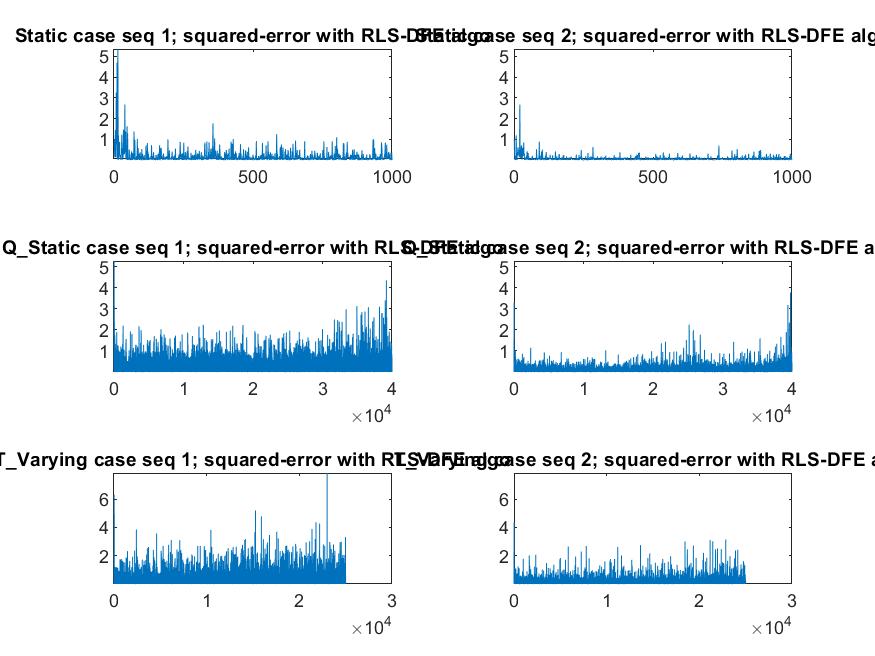 Static case seq 1; squared-error with RLS-DFE algo
Static case seq 2; squared-error with RLS-DFE alg
5
4
3
2
1
0 500 1000
5
4
3
2
1
0 500 1000
Q_Static case seq 1; squared-error with RLS-DFE algo
Q_Static case seq 2; squared-error with RLS-DFE a
5
4
3
2
1
0 1 2 3 4
×10^4
5
4
3
2
1
0 1 2 3 4
×10^4
T_Varying case seq 1; squared-error with RLS-DFE algo
T_Varying case seq 2; squared-error with RLS-DFE a
6
4
2
0 1 2 3
×10^4
6
4
2
0 1 2 3
×10^4